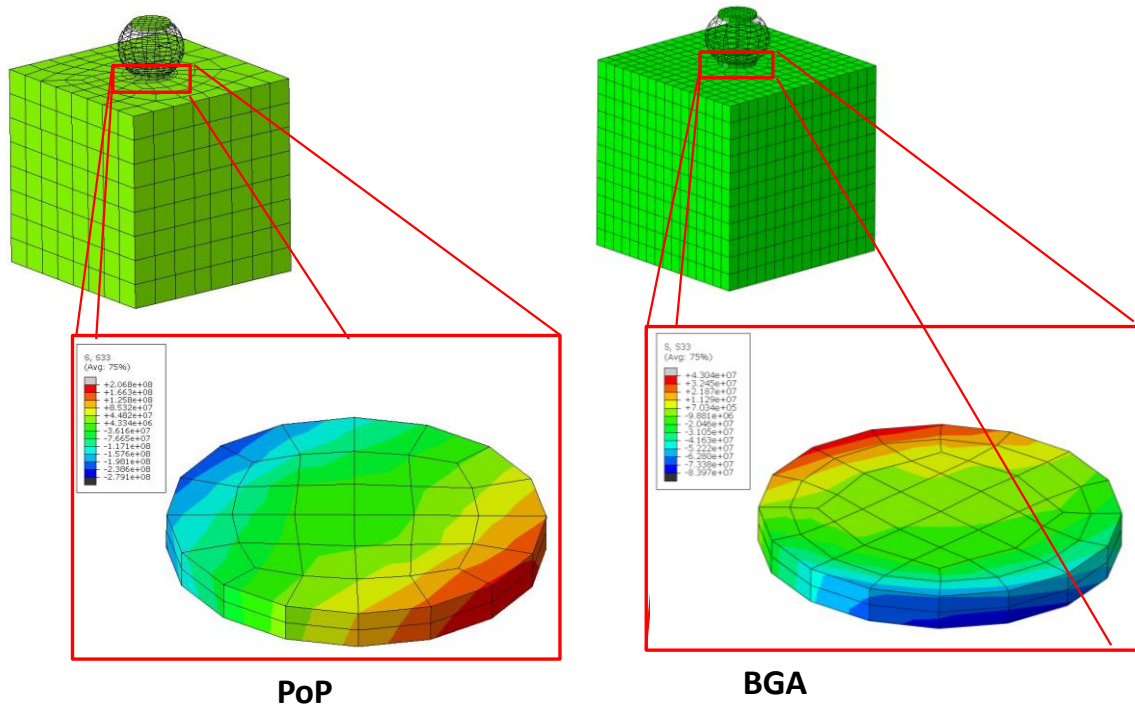 S, S33
(Avg: 75%)
+2.068e+08
+1.663e+08
+1.258e+08
+8.532e+07
+4.482e+07
+4.334e+06
-3.616e+07
-7.665e+07
-1.171e+08
-1.576e+08
-1.981e+08
-2.386e+08
-2.791e+08
S, S33
(Avg: 75%)
+4.304e+07
+3.245e+07
+2.187e+07
+1.129e+07
+7.034e+05
-9.881e+06
-2.046e+07
-3.105e+07
-4.163e+07
-5.222e+07
-6.280e+07
-7.338e+07
-8.397e+07
PoP
BGA